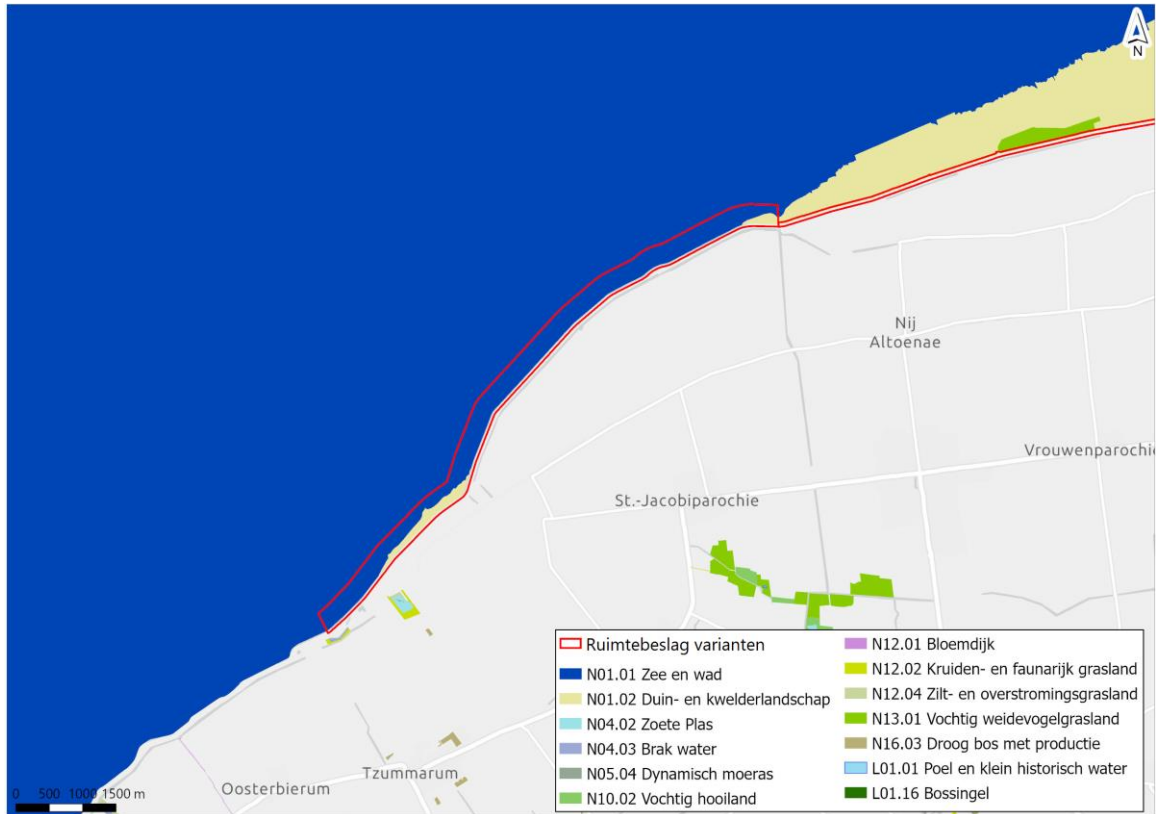 N
Nij
Altoenae
Vrouwenparochie
St.-Jacobiparochie
Tzummarum
Oosterbierum
0 500 1000 1500 m
Ruimtebeslag varianten
N01.01 Zee en wad
N01.02 Duin- en kwelderlandschap
N04.02 Zoete Plas
N04.03 Brak water
N05.04 Dynamisch moeras
N10.02 Vochtig hooiland
N12.01 Bloemdijk
N12.02 Kruiden- en faunarijk grasland
N12.04 Zilt- en overstromingsgrasland
N13.01 Vochtig weidevogelgrasland
N16.03 Droog bos met productie
L01.01 Poel en klein historisch water
L01.16 Bossingel